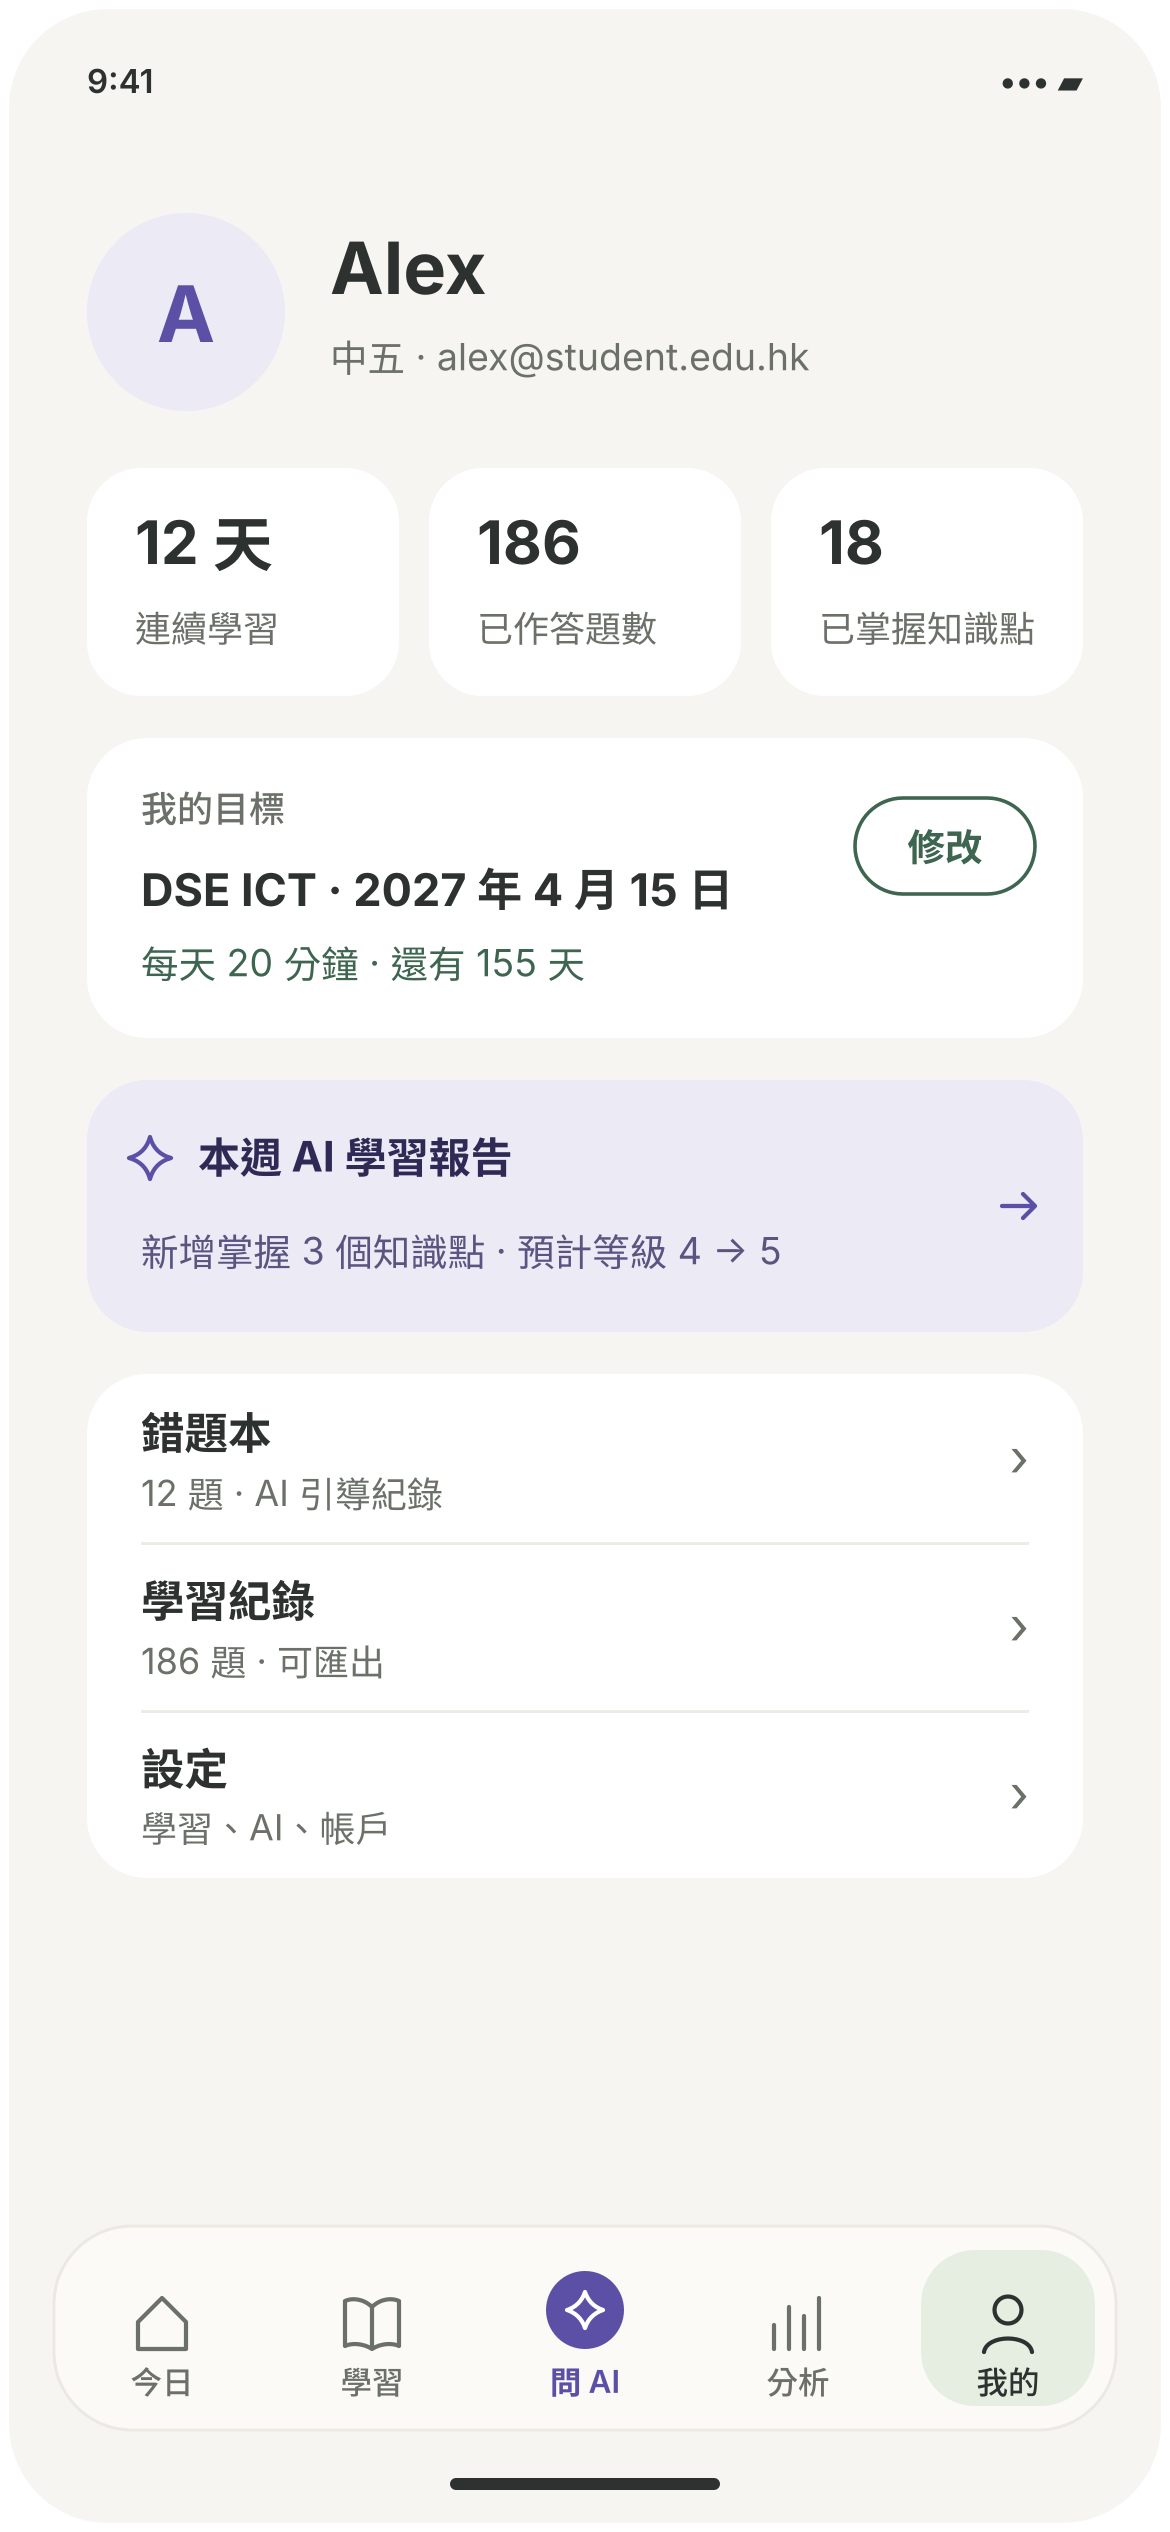 9:41
A
Alex
中五 · alex@student.edu.hk
12 天
連續學習
186
已作答題數
18
已掌握知識點
我的目標
DSE ICT · 2027 年 4 月 15 日
每天 20 分鐘 · 還有 155 天
修改
本週 AI 學習報告
新增掌握 3 個知識點 · 預計等級 4 → 5
錯題本
12 題 · AI 引導紀錄
學習紀錄
186 題 · 可匯出
設定
學習、AI、帳戶
今日
學習
問 AI
分析
我的